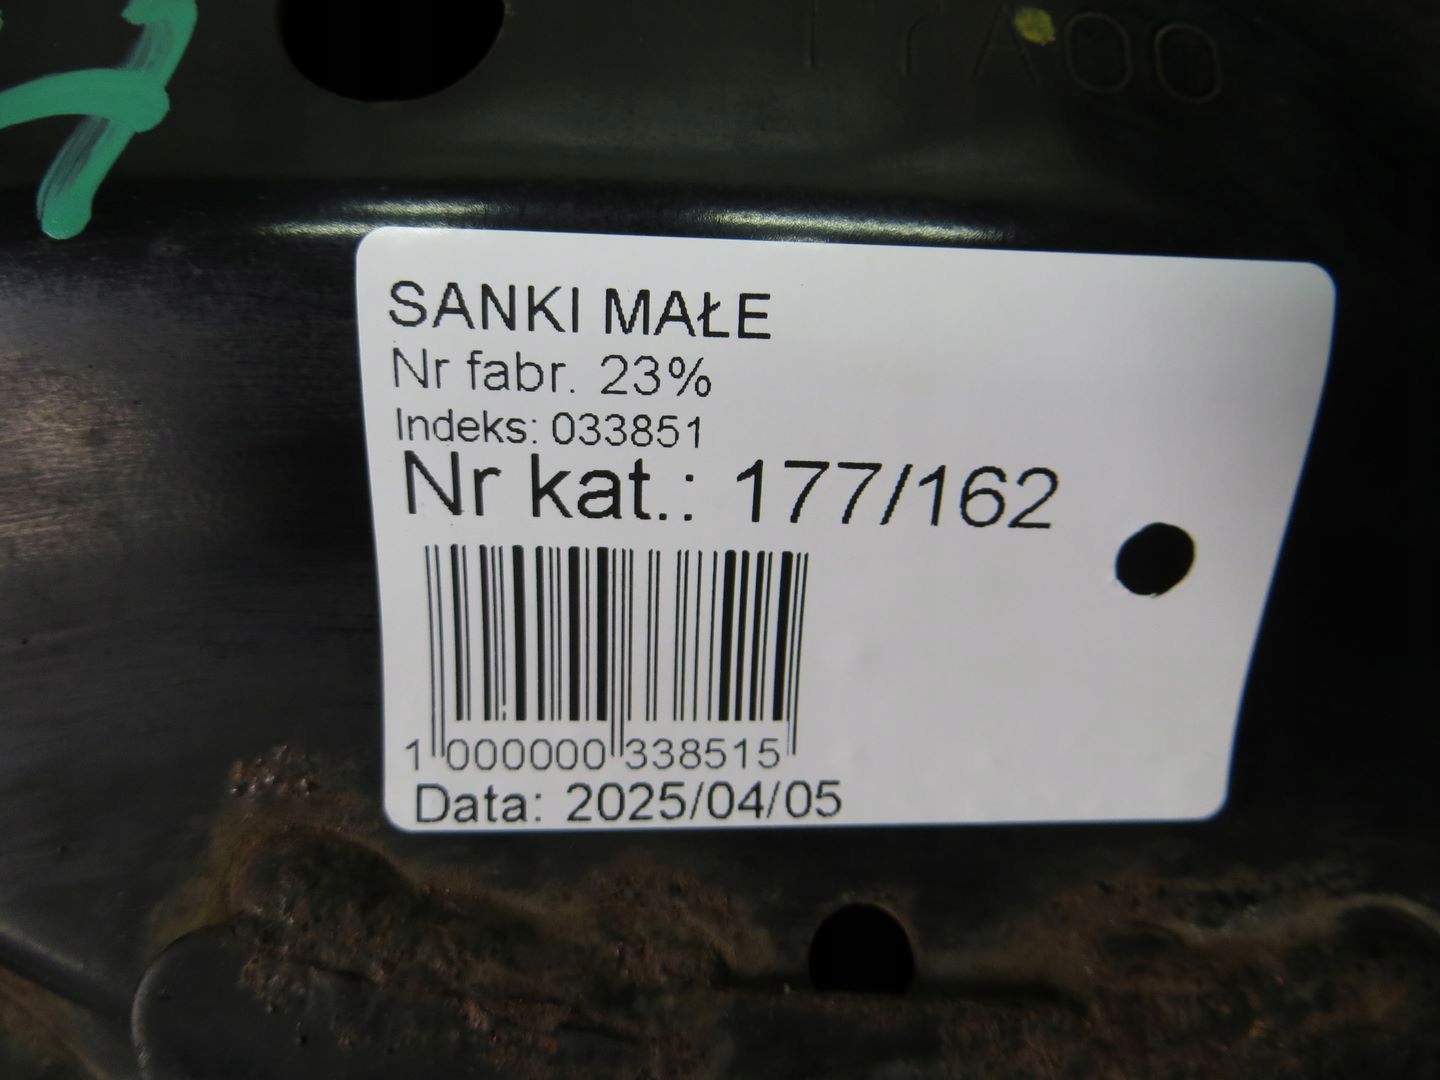 SANKI MAŁE
Nr fabr. 23%
Indeks: 033851
Nr kat.: 177/162
1 000000 338515
Data: 2025/04/05